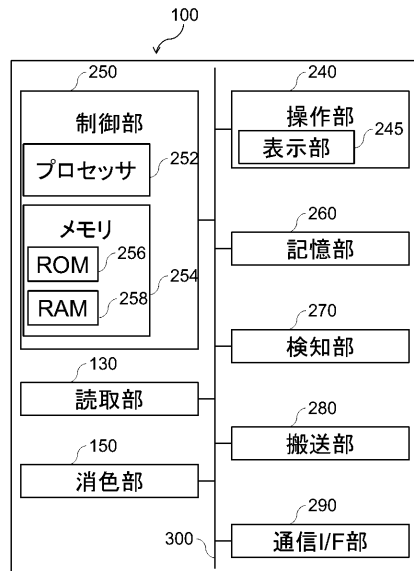 100
250
制御部
プロセッサ
252
メモリ
ROM
256
254
RAM
258
130
読取部
150
消色部
240
操作部
245
表示部
260
記憶部
270
検知部
280
搬送部
290
通信I/F部
300